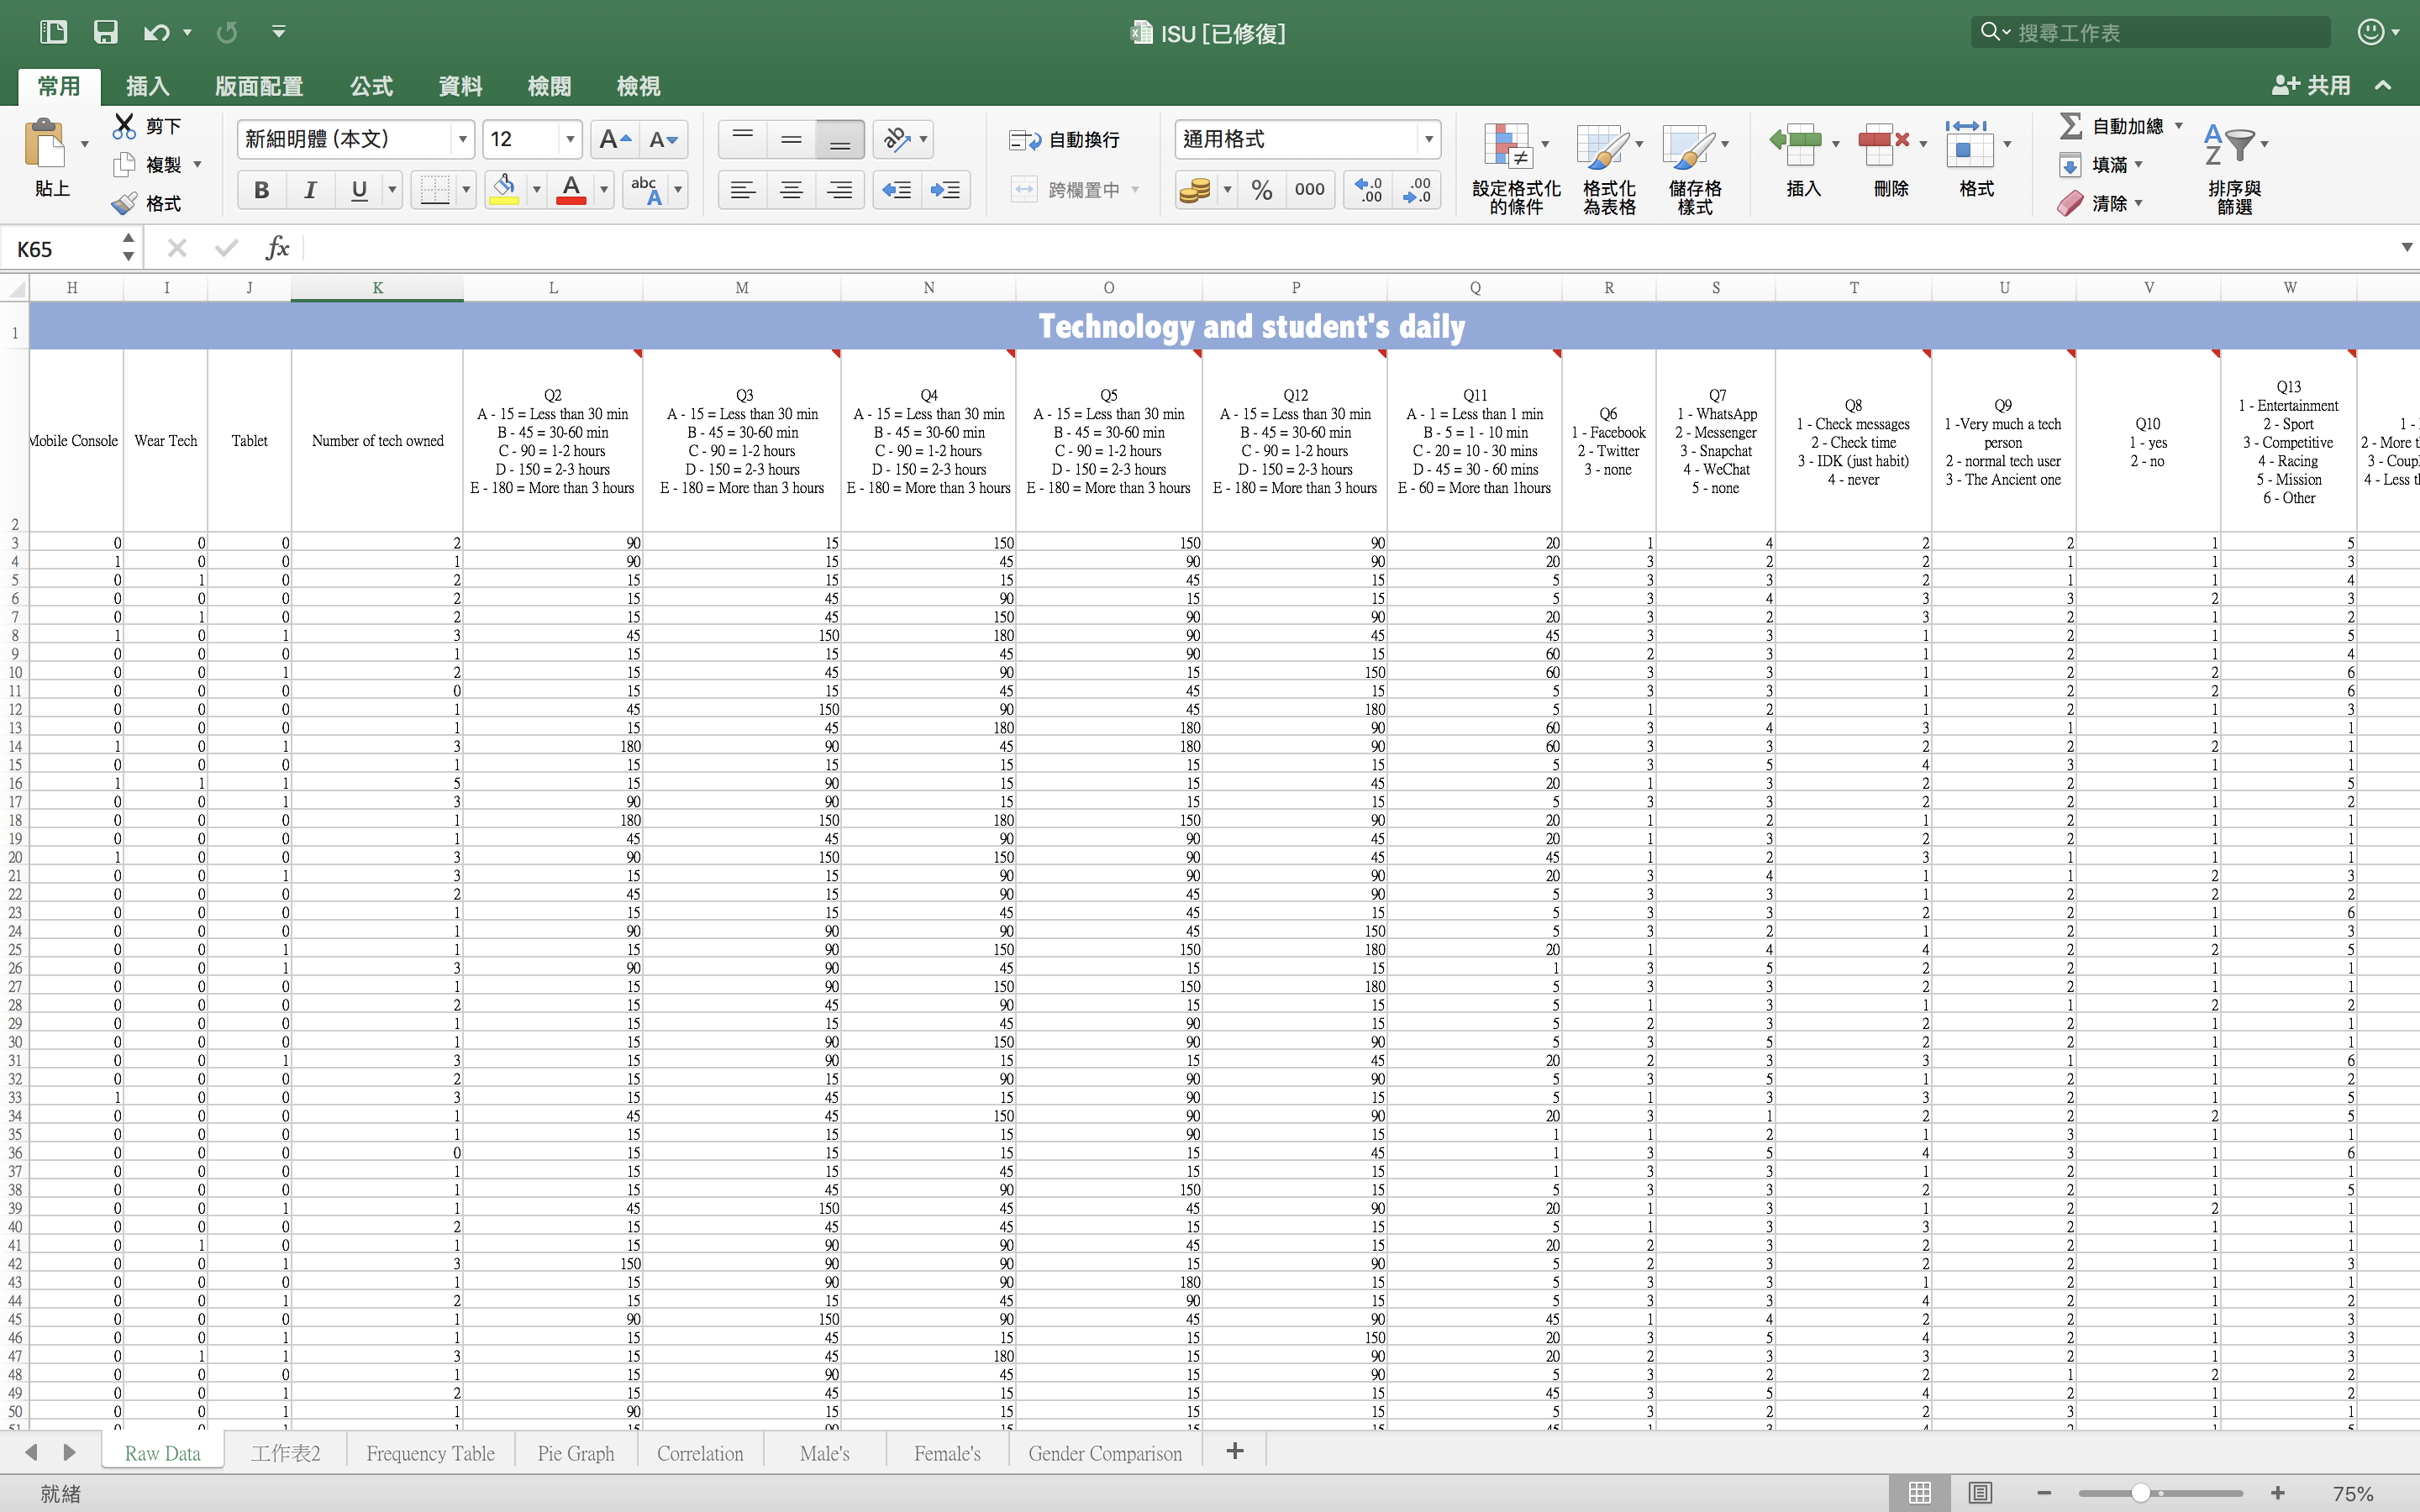 ISU [已修復]
搜尋工作表
常用 插入 版面配置 公式 資料 檢閱 檢視 共用
貼上 剪下 複製 格式
新細明體 (本文) 12
自動換行 跨欄置中
通用格式
設定格式化的條件 格式化為表格 儲存格樣式
插入 刪除 格式
自動加總 填滿 清除 排序與篩選
K65 fx
H I J K L M N O P Q R S T U V W
1 Technology and student's daily
2
Mobile Console
Wear Tech
Tablet
Number of tech owned
Q2
A - 15 = Less than 30 min
B - 45 = 30-60 min
C - 90 = 1-2 hours
D - 150 = 2-3 hours
E - 180 = More than 3 hours
Q3
A - 15 = Less than 30 min
B - 45 = 30-60 min
C - 90 = 1-2 hours
D - 150 = 2-3 hours
E - 180 = More than 3 hours
Q4
A - 15 = Less than 30 min
B - 45 = 30-60 min
C - 90 = 1-2 hours
D - 150 = 2-3 hours
E - 180 = More than 3 hours
Q5
A - 15 = Less than 30 min
B - 45 = 30-60 min
C - 90 = 1-2 hours
D - 150 = 2-3 hours
E - 180 = More than 3 hours
Q12
A - 15 = Less than 30 min
B - 45 = 30-60 min
C - 90 = 1-2 hours
D - 150 = 2-3 hours
E - 180 = More than 3 hours
Q11
A - 1 = Less than 1 min
B - 5 = 1 - 10 min
C - 20 = 10 - 30 mins
D - 45 = 30 - 60 mins
E - 60 = More than 1hours
Q6
1 - Facebook
2 - Twitter
3 - none
Q7
1 - WhatsApp
2 - Messenger
3 - Snapchat
4 - WeChat
5 - none
Q8
1 - Check messages
2 - Check time
3 - IDK (just habit)
4 - never
Q9
1 -Very much a tech
person
2 - normal tech user
3 - The Ancient one
Q10
1 - yes
2 - no
Q13
1 - Entertainment
2 - Sport
3 - Competitive
4 - Racing
5 - Mission
6 - Other
3 0 0 0 2 90 15 150 150 90 20 1 4 2 2 1 5
4 1 0 0 1 90 15 45 90 90 20 3 2 2 1 1 3
5 0 1 0 2 15 15 15 45 15 5 3 3 2 1 1 4
6 0 0 0 2 15 45 90 15 15 5 3 4 3 3 2 3
7 0 1 0 2 15 45 150 90 90 20 3 2 3 2 1 2
8 1 0 1 3 45 150 180 90 45 45 3 3 1 2 1 5
9 0 0 0 1 15 15 45 90 15 60 2 3 1 2 1 4
10 0 0 1 2 15 45 90 15 150 60 3 3 1 2 2 6
11 0 0 0 0 15 15 45 45 15 5 3 3 1 2 2 6
12 0 0 0 1 45 150 90 45 180 5 1 2 1 2 1 3
13 0 0 0 1 15 45 180 180 90 60 3 4 3 1 1 1
14 1 0 1 3 180 90 45 180 90 60 3 3 2 2 2 1
15 0 0 0 1 15 15 15 15 15 5 3 5 4 3 1 1
16 1 1 1 5 15 90 15 15 45 20 1 3 2 2 1 5
17 0 0 1 3 90 90 15 15 15 5 3 3 2 2 1 2
18 0 0 0 1 180 150 180 150 90 20 1 2 1 2 1 1
19 0 0 0 1 45 45 90 90 45 20 1 3 2 2 1 1
20 1 0 0 3 90 150 150 90 45 45 1 2 3 1 1 1
21 0 0 1 3 15 15 90 90 90 20 3 4 1 1 2 3
22 0 0 0 2 45 15 90 45 90 5 3 3 1 2 2 2
23 0 0 0 1 15 15 45 45 15 5 3 3 2 2 1 6
24 0 0 0 1 90 90 90 45 150 5 3 2 1 2 1 3
25 0 0 1 1 15 90 150 150 180 20 1 4 4 2 2 5
26 0 0 1 3 90 90 45 15 15 1 3 5 2 2 1 1
27 0 0 0 1 15 90 150 150 180 5 3 3 2 2 1 1
28 0 0 0 2 15 45 90 15 15 5 1 3 1 1 2 2
29 0 0 0 1 15 15 45 90 15 5 2 3 2 2 1 1
30 0 0 0 1 15 90 150 90 90 5 3 5 2 2 1 1
31 0 0 1 3 15 90 15 15 45 20 2 3 3 1 1 6
32 0 0 0 2 15 15 90 90 90 5 3 5 1 2 1 2
33 1 0 0 3 15 45 15 90 15 5 1 3 3 2 1 5
34 0 0 0 1 45 45 150 90 90 20 3 1 2 2 2 5
35 0 0 0 1 15 15 15 90 15 1 1 2 1 3 1 1
36 0 0 0 0 15 15 15 15 45 1 3 5 4 3 1 6
37 0 0 0 1 15 15 45 45 15 1 3 3 1 2 1 1
38 0 0 0 1 15 45 90 150 15 5 3 3 2 2 1 5
39 0 0 1 1 45 150 45 45 90 20 1 3 1 2 2 1
40 0 0 0 2 15 45 45 15 15 5 1 3 3 2 1 1
41 0 1 0 1 15 90 90 45 15 20 2 3 2 2 1 1
42 0 0 1 3 150 90 90 15 90 5 2 3 2 2 1 3
43 0 0 0 1 15 90 90 180 15 5 3 3 1 2 1 1
44 0 0 1 2 15 15 45 90 15 5 3 3 4 2 1 2
45 0 0 0 1 90 150 90 45 90 45 1 4 2 2 1 3
46 0 0 1 1 15 45 15 15 150 20 3 5 4 2 1 3
47 0 1 1 3 15 45 180 15 90 20 2 3 3 2 1 3
48 0 0 0 1 15 90 45 15 90 5 3 2 2 1 2 2
49 0 0 1 2 15 45 15 15 15 45 3 5 4 2 1 2
50 0 0 1 1 90 15 15 15 15 5 3 2 2 3 1 1
Raw Data 工作表2 Frequency Table Pie Graph Correlation Male's Female's Gender Comparison
就緒 75%